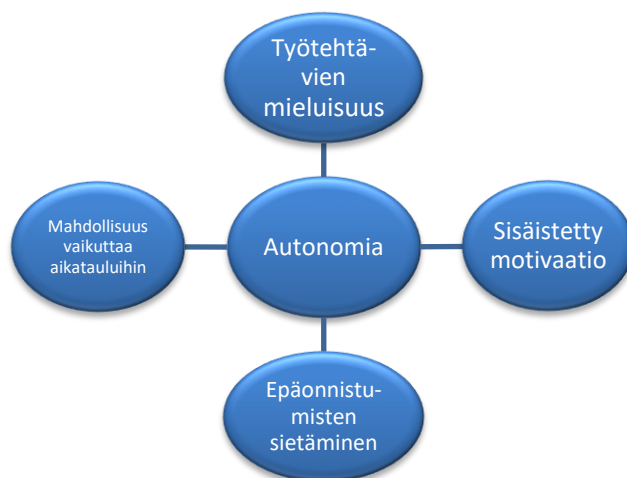 Työtehtä-
vien
mieluisuus
Mahdollisuus
vaikuttaa
aikatauluihin
Autonomia
Sisäistetty
motivaatio
Epäonnistu-
misten
sietäminen